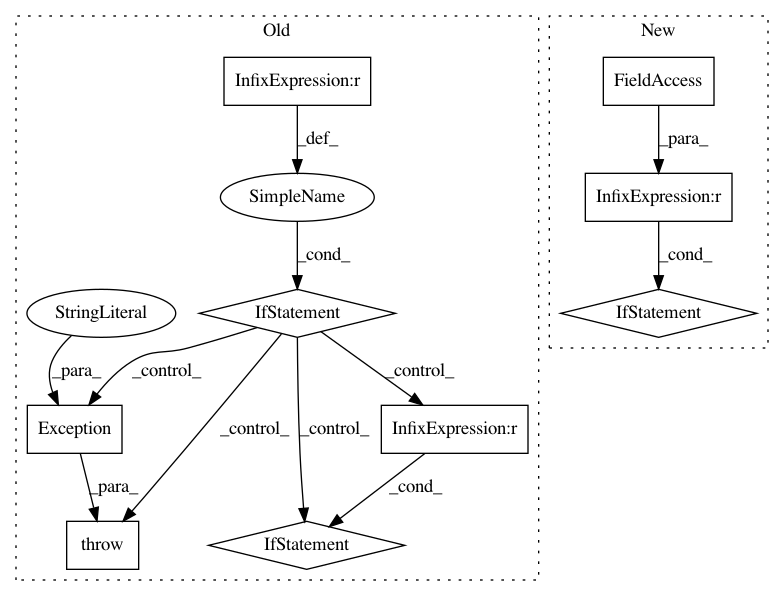 Old
New
InfixExpression:r
FieldAccess
_def_
_para_
SimpleName
InfixExpression:r
_cond_
_cond_
StringLiteral
IfStatement
IfStatement
_para_
_control_
_control_
_control_
_control_
Exception
InfixExpression:r
_para_
_cond_
throw
IfStatement